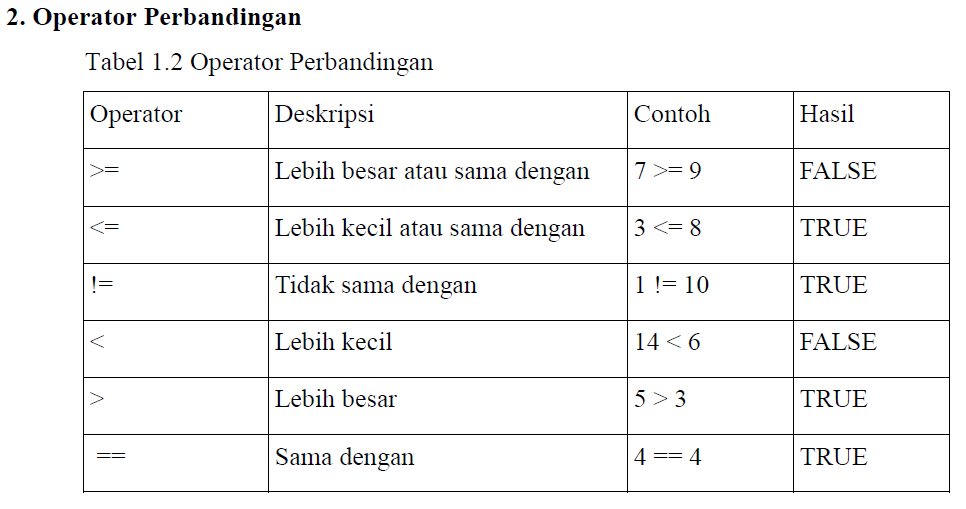 2. Operator Perbandingan
Tabel 1.2 Operator Perbandingan
Operator Deskripsi Contoh Hasil
>= Lebih besar atau sama dengan 7 >= 9 FALSE
<= Lebih kecil atau sama dengan 3 <= 8 TRUE
!= Tidak sama dengan 1 != 10 TRUE
< Lebih kecil 14 < 6 FALSE
> Lebih besar 5 > 3 TRUE
== Sama dengan 4 == 4 TRUE